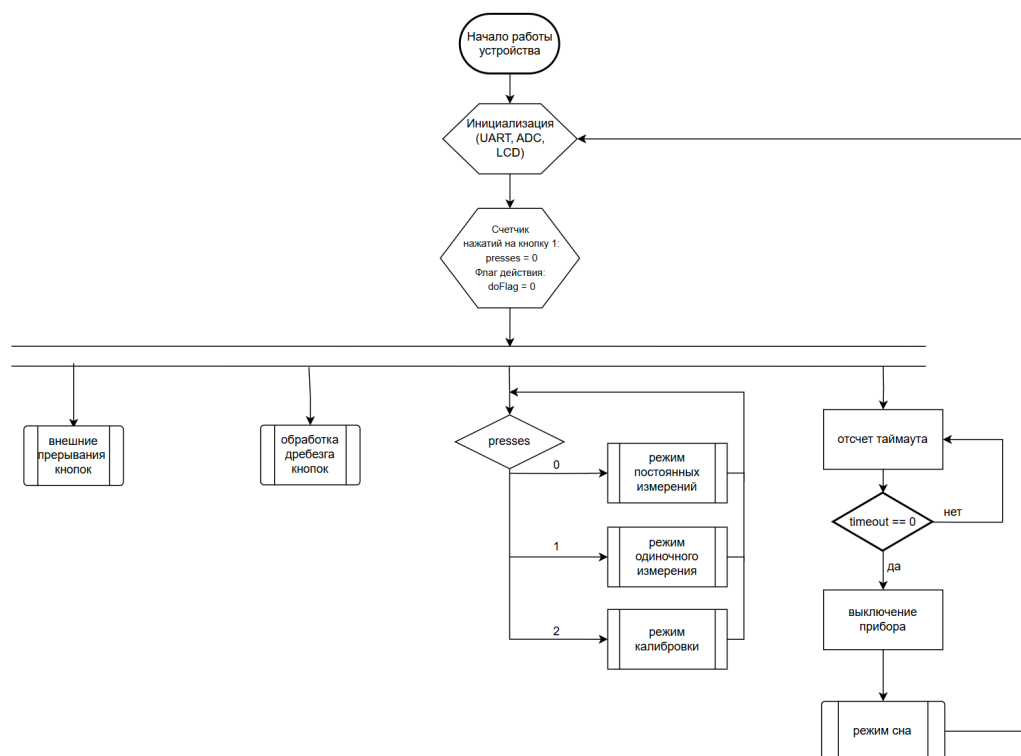 Начало работы
устройства
Инициализация
(UART, ADC,
LCD)
Счетчик
нажатий на кнопку 1:
presses = 0
Флаг действия:
doFlag = 0
внешние
прерывания
кнопок
обработка
дребезга
кнопок
presses
0
режим
постоянных
измерений
1
режим
одиночного
измерения
2
режим
калибровки
отсчет таймаута
timeout == 0
нет
да
выключение
прибора
режим сна